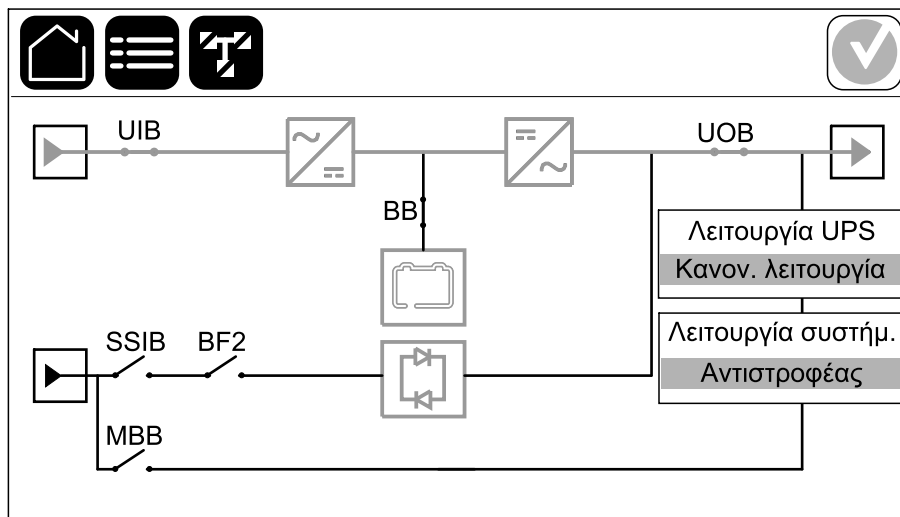 UIB
UOB
BB
Λειτουργία UPS
Κανον. λειτουργία
SSIB
BF2
Λειτουργία συστήμ.
Αντιστροφέας
MBB